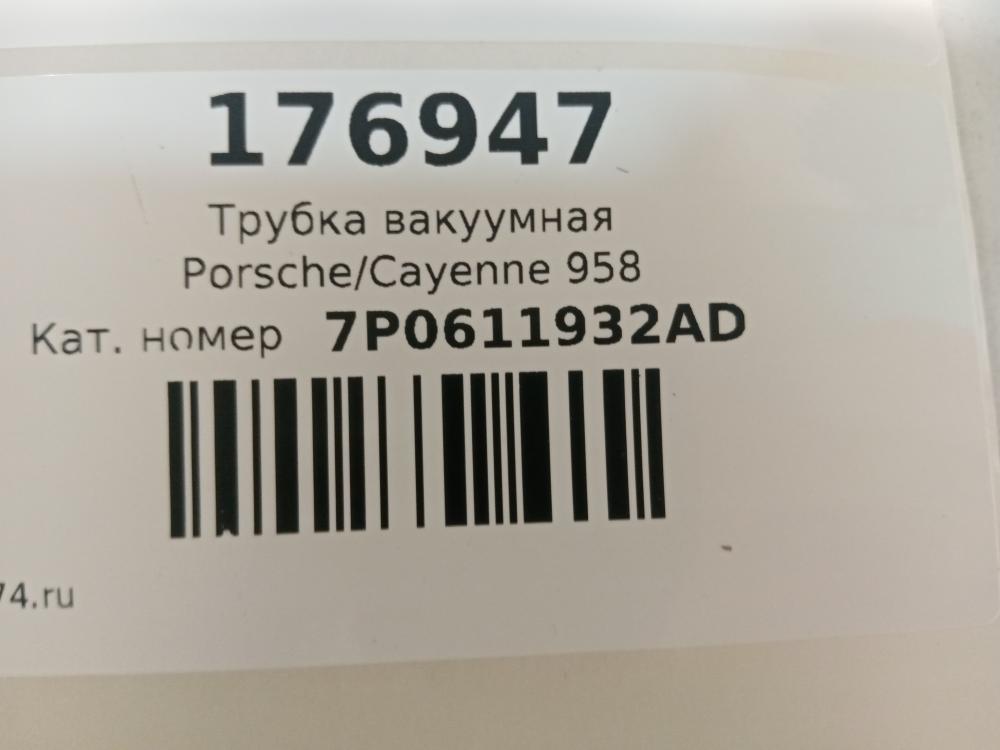 176947
Трубка вакуумная
Porsche/Cayenne 958
Кат. номер 7P0611932AD
74.ru